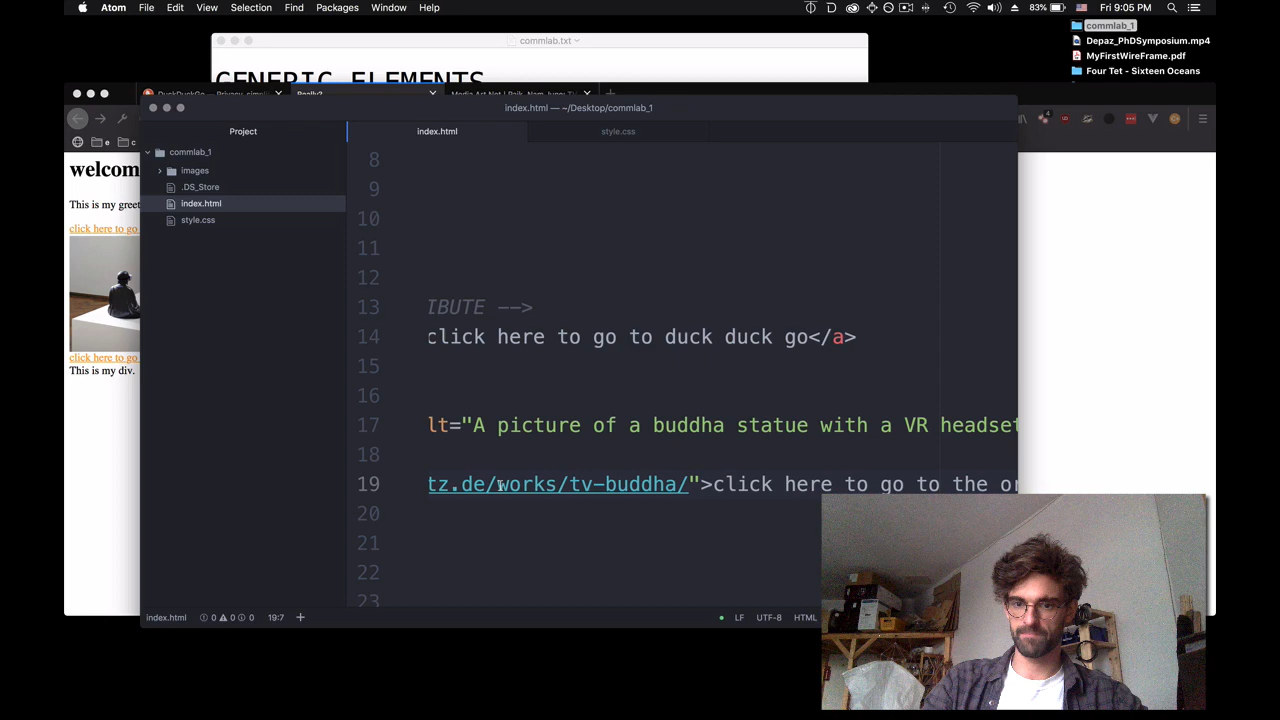 Atom File Edit View Selection Find Packages Window Help
83% Fri 9:05 PM
commlab_1
Depaz_PhDSymposium.mp4
MyFirstWireFrame.pdf
Four Tet - Sixteen Oceans
commlab.txt
GENERIC ELEMENTS
index.html — ~/Desktop/commlab_1
Project
index.html
style.css
commlab_1
images
.DS_Store
index.html
style.css
e
c
welcom
This is my greet
click here to go
click here to go
This is my div.
8
9
10
11
12
13 IBUTE -->
14 click here to go to duck duck go</a>
15
16
17 lt="A picture of a buddha statue with a VR headset
18
19 tz.de/works/tv-buddha/">click here to go to the or
20
21
22
23
index.html 0 0 0 19:7
LF UTF-8 HTML